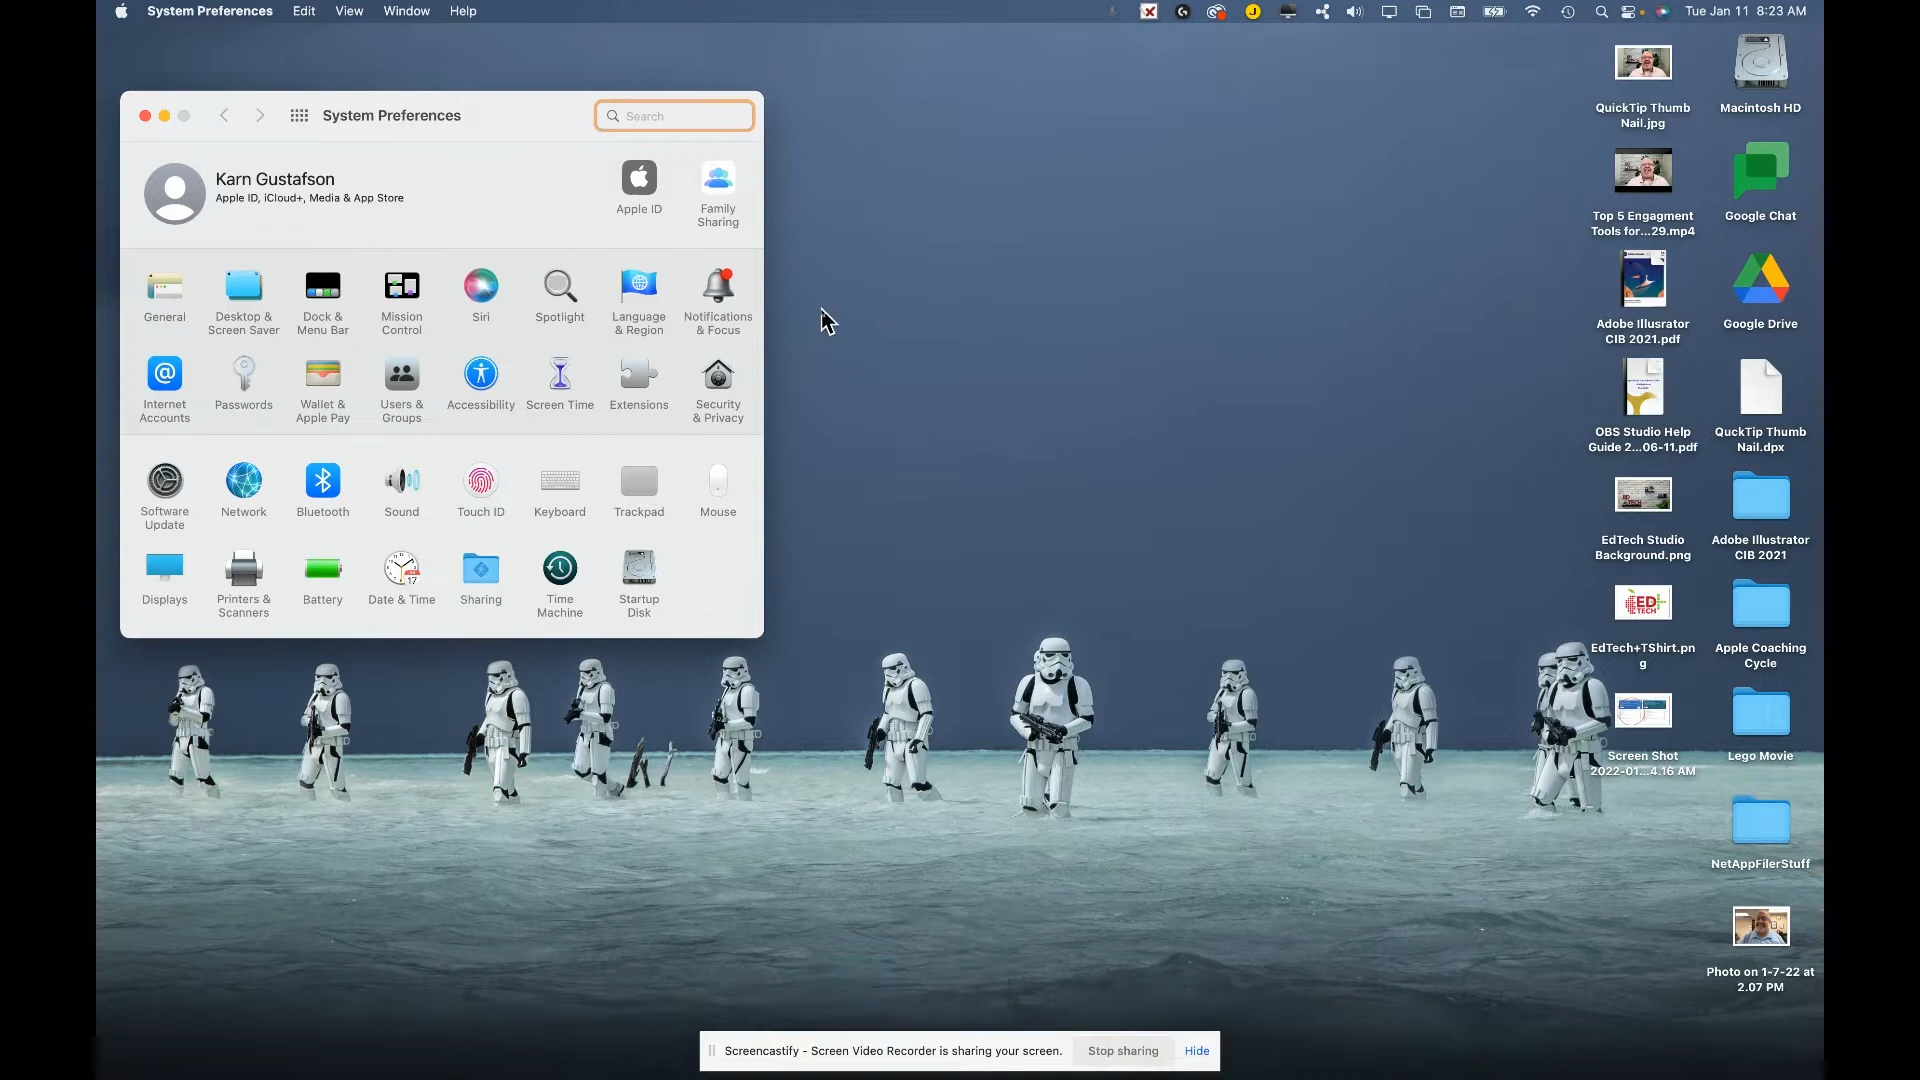 System Preferences Edit View Window Help
Tue Jan 11 8:23 AM
System Preferences
Search
Karn Gustafson
Apple ID, iCloud+, Media & App Store
Apple ID
Family
Sharing
General
Desktop &
Screen Saver
Dock &
Menu Bar
Mission
Control
Siri
Spotlight
Language
& Region
Notifications
& Focus
Internet
Accounts
Passwords
Wallet &
Apple Pay
Users &
Groups
Accessibility
Screen Time
Extensions
Security
& Privacy
Software
Update
Network
Bluetooth
Sound
Touch ID
Keyboard
Trackpad
Mouse
Displays
Printers &
Scanners
Battery
17
Date & Time
Sharing
Time
Machine
Startup
Disk
QuickTip Thumb
Nail.jpg
Macintosh HD
Top 5 Engagment
Tools for...29.mp4
Google Chat
Adobe Illusrator
CIB 2021.pdf
Google Drive
OBS Studio Help
Guide 2...06-11.pdf
QuckTip Thumb
Nail.dpx
EdTech Studio
Background.png
Adobe Illustrator
CIB 2021
ED+
TECH
EdTech+TShirt.pn
g
Apple Coaching
Cycle
Screen Shot
2022-01...4.16 AM
Lego Movie
NetAppFilerStuff
Photo on 1-7-22 at
2.07 PM
Screencastify - Screen Video Recorder is sharing your screen.
Stop sharing
Hide